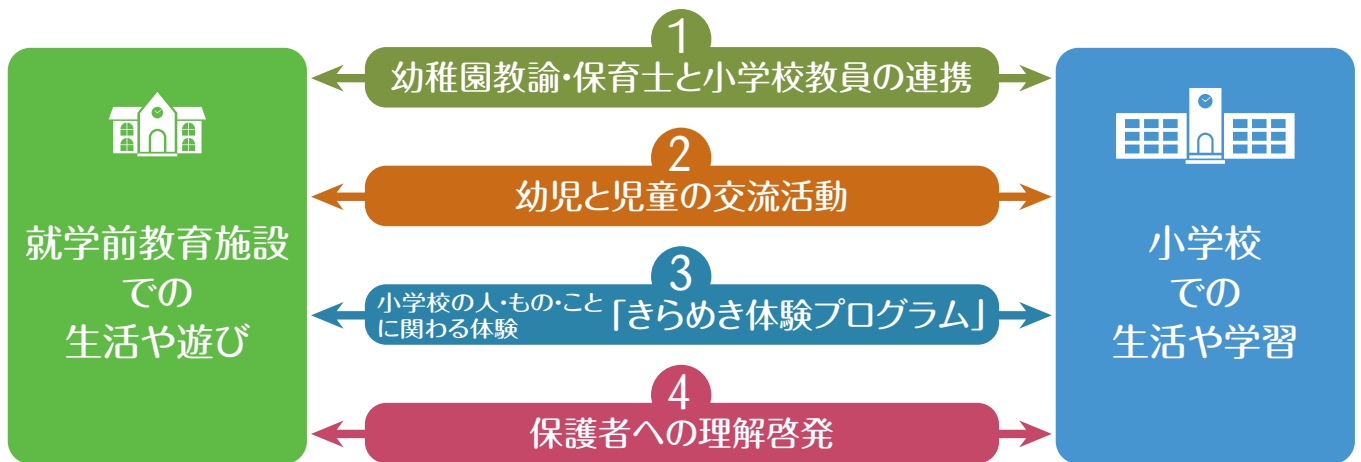 就学前教育施設
での
生活や遊び
1
幼稚園教諭・保育士と小学校教員の連携
2
幼児と児童の交流活動
3
小学校の人・もの・こと
に関わる体験
「きらめき体験プログラム」
4
保護者への理解啓発
小学校
での
生活や学習